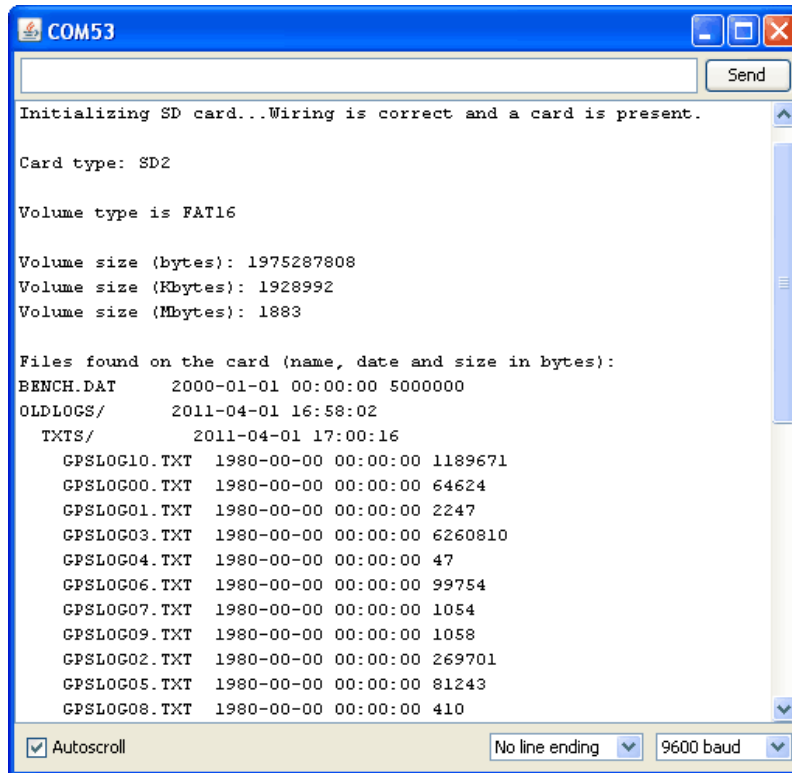 COM53
Send
Initializing SD card...Wiring is correct and a card is present.
Card type: SD2
Volume type is FAT16
Volume size (bytes): 1975287808
Volume size (Kbytes): 1928992
Volume size (Mbytes): 1883
Files found on the card (name, date and size in bytes):
BENCH.DAT 2000-01-01 00:00:00 5000000
OLDLOGS/ 2011-04-01 16:58:02
TXTS/ 2011-04-01 17:00:16
GPSLOG10.TXT 1980-00-00 00:00:00 1189671
GPSLOG00.TXT 1980-00-00 00:00:00 64624
GPSLOG01.TXT 1980-00-00 00:00:00 2247
GPSLOG03.TXT 1980-00-00 00:00:00 6260810
GPSLOG04.TXT 1980-00-00 00:00:00 47
GPSLOG06.TXT 1980-00-00 00:00:00 99754
GPSLOG07.TXT 1980-00-00 00:00:00 1054
GPSLOG09.TXT 1980-00-00 00:00:00 1058
GPSLOG02.TXT 1980-00-00 00:00:00 269701
GPSLOG05.TXT 1980-00-00 00:00:00 81243
GPSLOG08.TXT 1980-00-00 00:00:00 410
Autoscroll No line ending 9600 baud